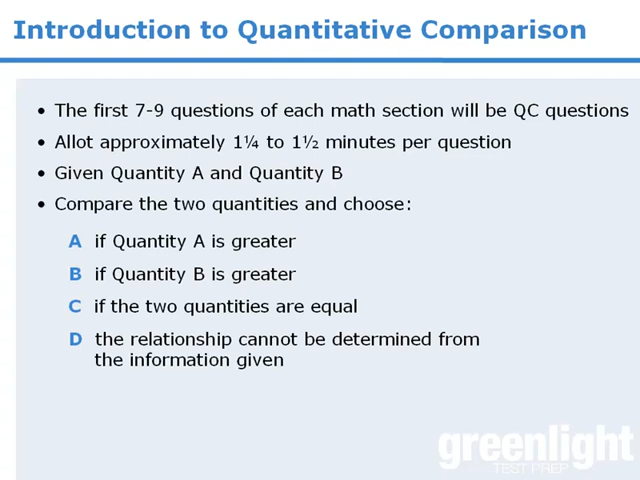 Introduction to Quantitative Comparison
• The first 7-9 questions of each math section will be QC questions
• Allot approximately 1¼ to 1½ minutes per question
• Given Quantity A and Quantity B
• Compare the two quantities and choose:
A if Quantity A is greater
B if Quantity B is greater
C if the two quantities are equal
D the relationship cannot be determined from
the information given
greenlight
TEST PREP